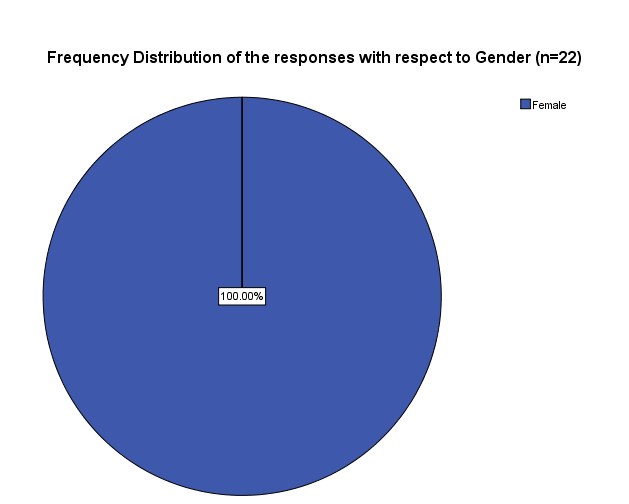 Frequency Distribution of the responses with respect to Gender (n=22)
Female
100.00%